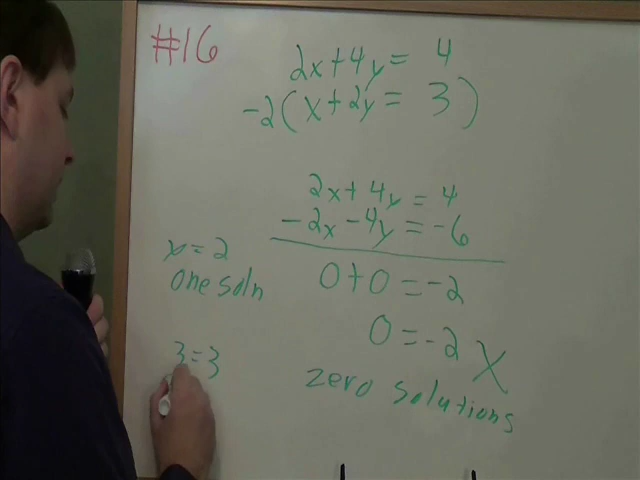 #16
2x+4y= 4
-2(x+2y= 3)
2x+4y=4
-2x-4y=-6
0+0=-2
0=-2 X
zero solutions
x=2
one soln
3=3